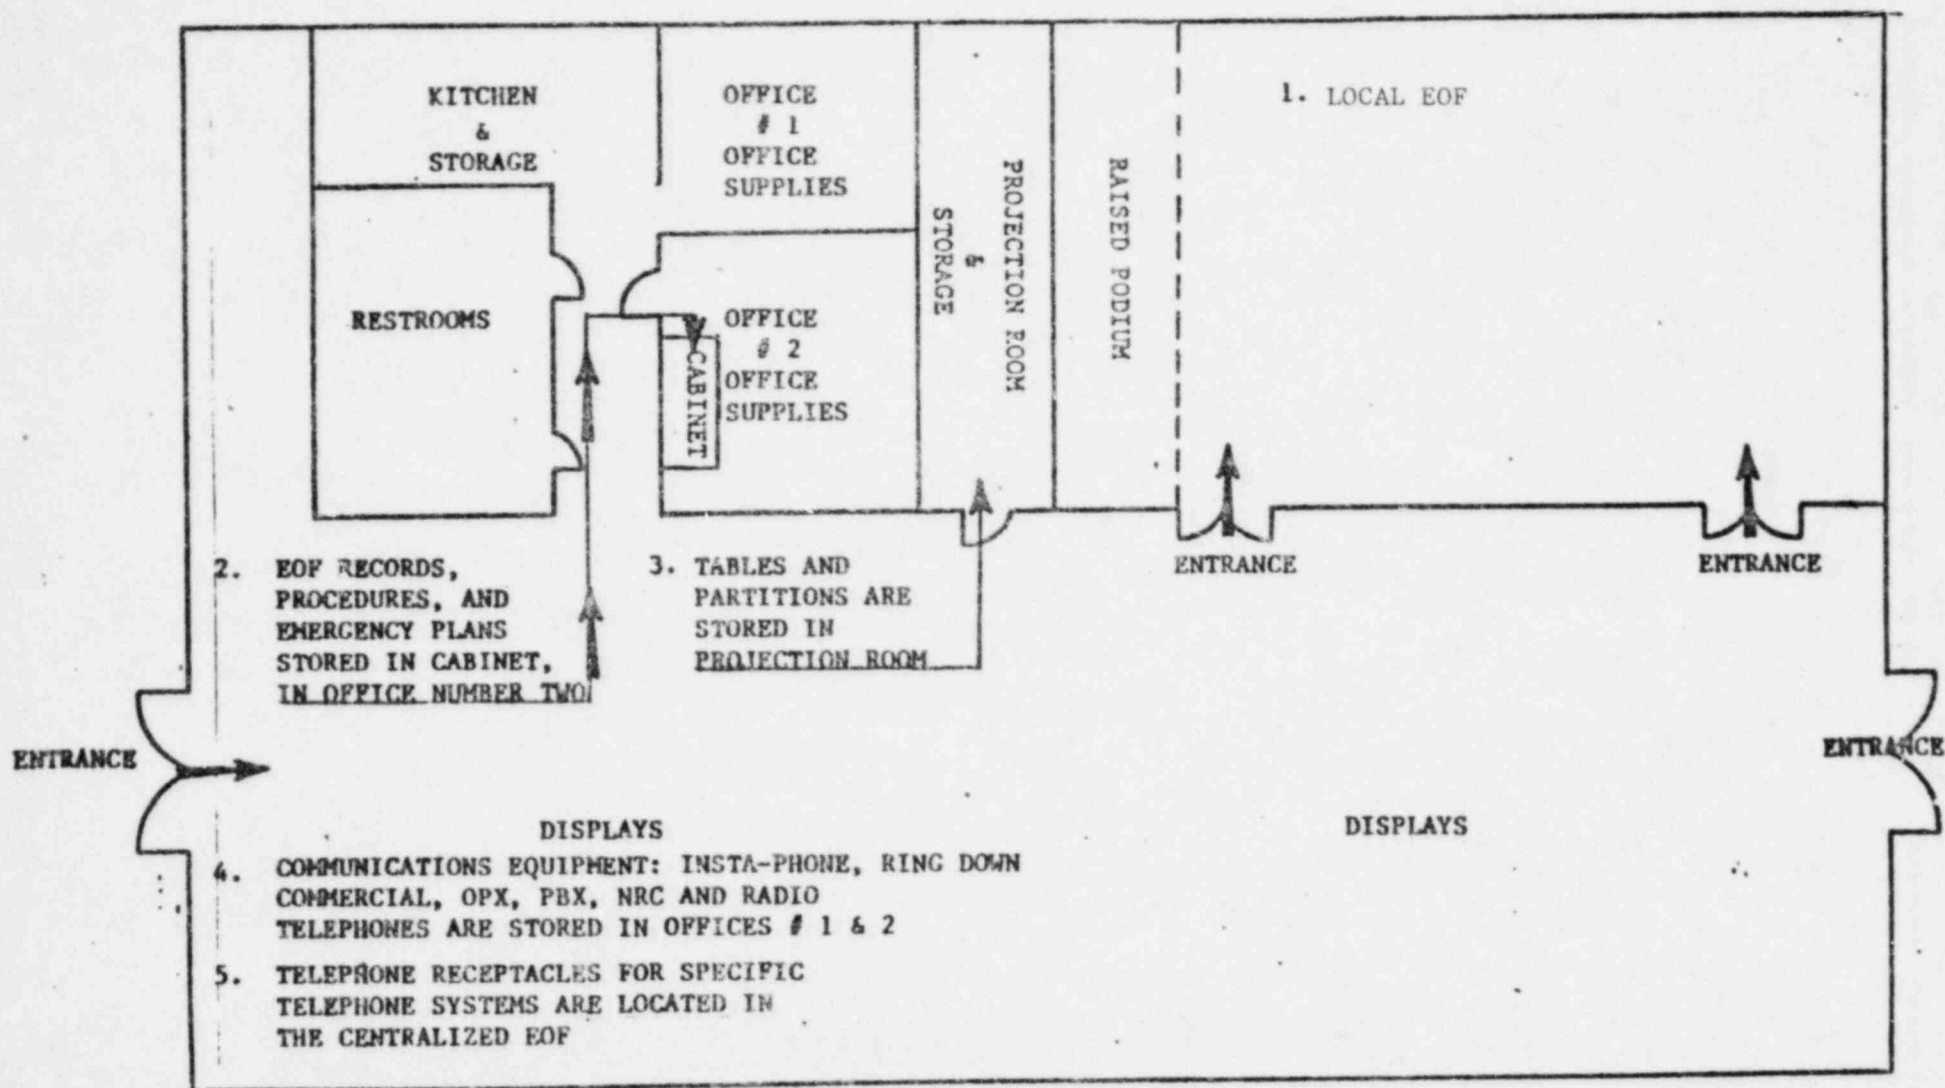 KITCHEN
&
STORAGE
OFFICE
# 1
OFFICE
SUPPLIES
STORAGE
&
PROJECTION ROOM
RAISED PODIUM
1. LOCAL EOF
RESTROOMS
OFFICE
# 2
OFFICE
SUPPLIES
CABINET
2. EOF RECORDS,
PROCEDURES, AND
EMERGENCY PLANS
STORED IN CABINET,
IN OFFICE NUMBER TWO
3. TABLES AND
PARTITIONS ARE
STORED IN
PROJECTION ROOM
ENTRANCE
ENTRANCE
ENTRANCE
ENTRANCE
DISPLAYS
DISPLAYS
4. COMMUNICATIONS EQUIPMENT: INSTA-PHONE, RING DOWN
COMMERCIAL, OPX, PBX, NRC AND RADIO
TELEPHONES ARE STORED IN OFFICES # 1 & 2
5. TELEPHONE RECEPTACLES FOR SPECIFIC
TELEPHONE SYSTEMS ARE LOCATED IN
THE CENTRALIZED EOF